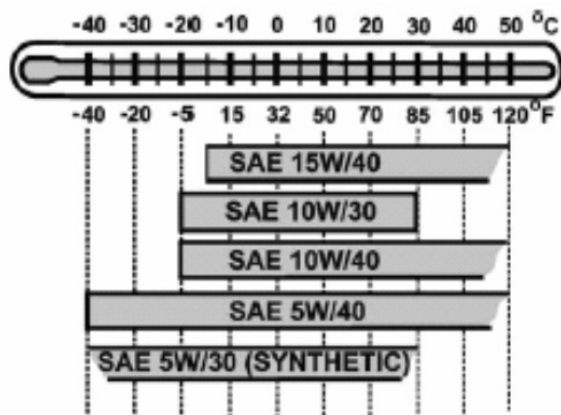 -40 -30 -20 -10 0 10 20 30 40 50 °C
-40 -20 -5 15 32 50 70 85 105 120 °F
SAE 15W/40
SAE 10W/30
SAE 10W/40
SAE 5W/40
SAE 5W/30 (SYNTHETIC)